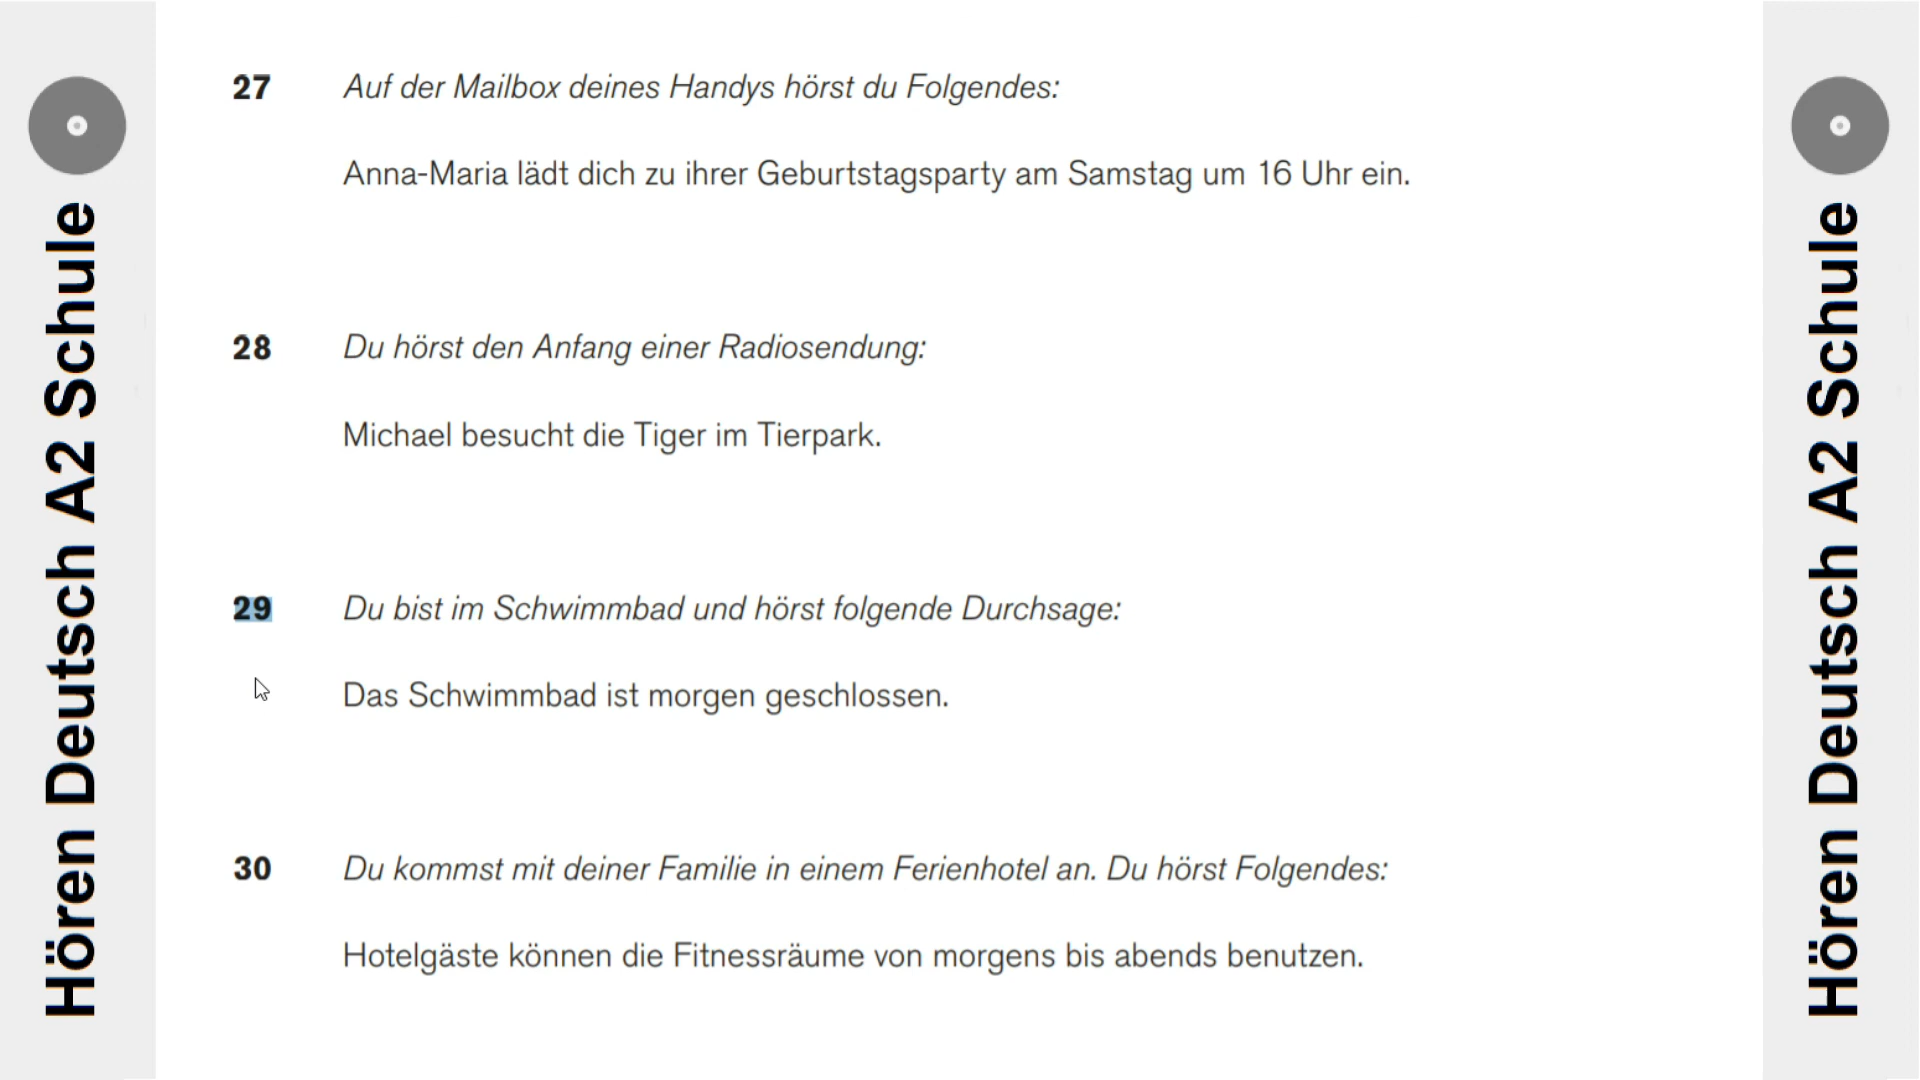 Hören Deutsch A2 Schule
27 Auf der Mailbox deines Handys hörst du Folgendes:
Anna-Maria lädt dich zu ihrer Geburtstagsparty am Samstag um 16 Uhr ein.
28 Du hörst den Anfang einer Radiosendung:
Michael besucht die Tiger im Tierpark.
29 Du bist im Schwimmbad und hörst folgende Durchsage:
Das Schwimmbad ist morgen geschlossen.
30 Du kommst mit deiner Familie in einem Ferienhotel an. Du hörst Folgendes:
Hotelgäste können die Fitnessräume von morgens bis abends benutzen.
Hören Deutsch A2 Schule